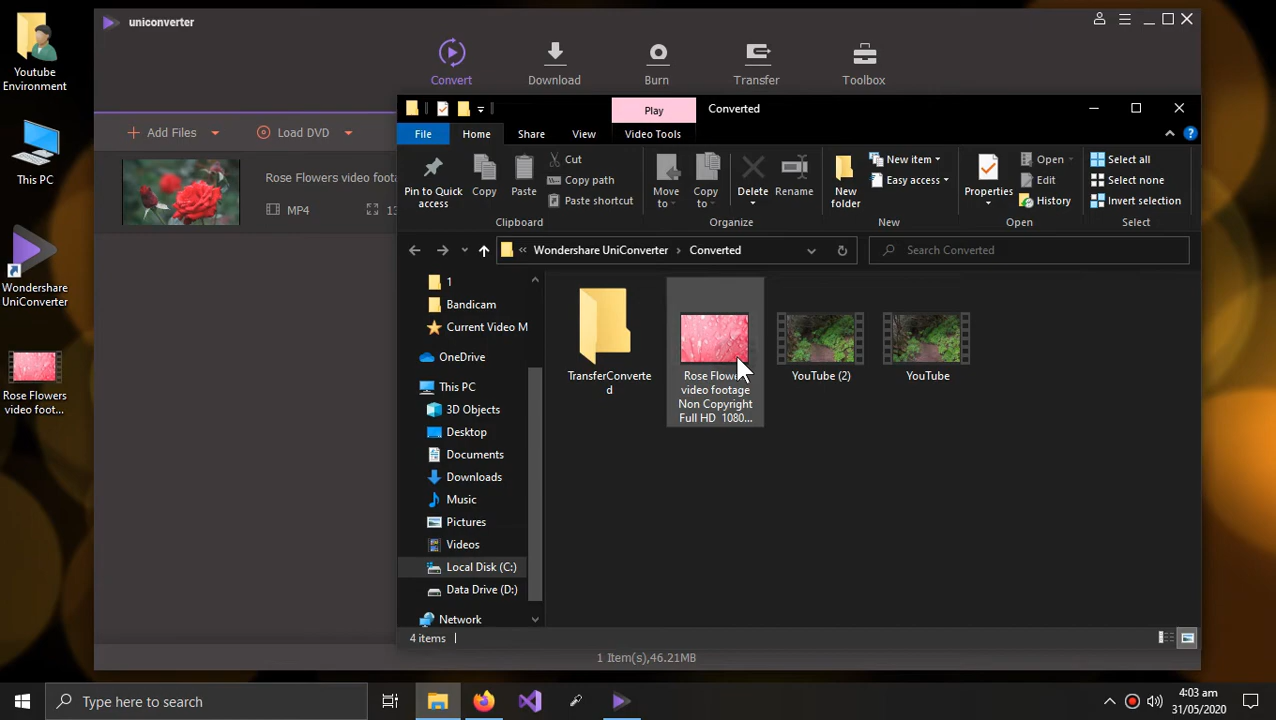 Youtube
Environment
This PC
Wondershare
UniConverter
Rose Flowers
video foot...
uniconverter
Convert
Download
Burn
Transfer
Toolbox
Add Files
Load DVD
Rose Flowers video foota
MP4
13
Play
Converted
File
Home
Share
View
Video Tools
Pin to Quick
access
Copy
Paste
Cut
Copy path
Paste shortcut
Clipboard
Move
to
Copy
to
Delete
Rename
Organize
New
folder
New item
Easy access
New
Properties
Open
Edit
History
Open
Select all
Select none
Invert selection
Select
« Wondershare UniConverter > Converted
Search Converted
1
Bandicam
Current Video M
OneDrive
This PC
3D Objects
Desktop
Documents
Downloads
Music
Pictures
Videos
Local Disk (C:)
Data Drive (D:)
Network
TransferConverte
d
video footage
Non Copyright
Full HD 1080...
YouTube (2)
YouTube
4 items
1 Item(s),46.21MB
Type here to search
4:03 am
31/05/2020